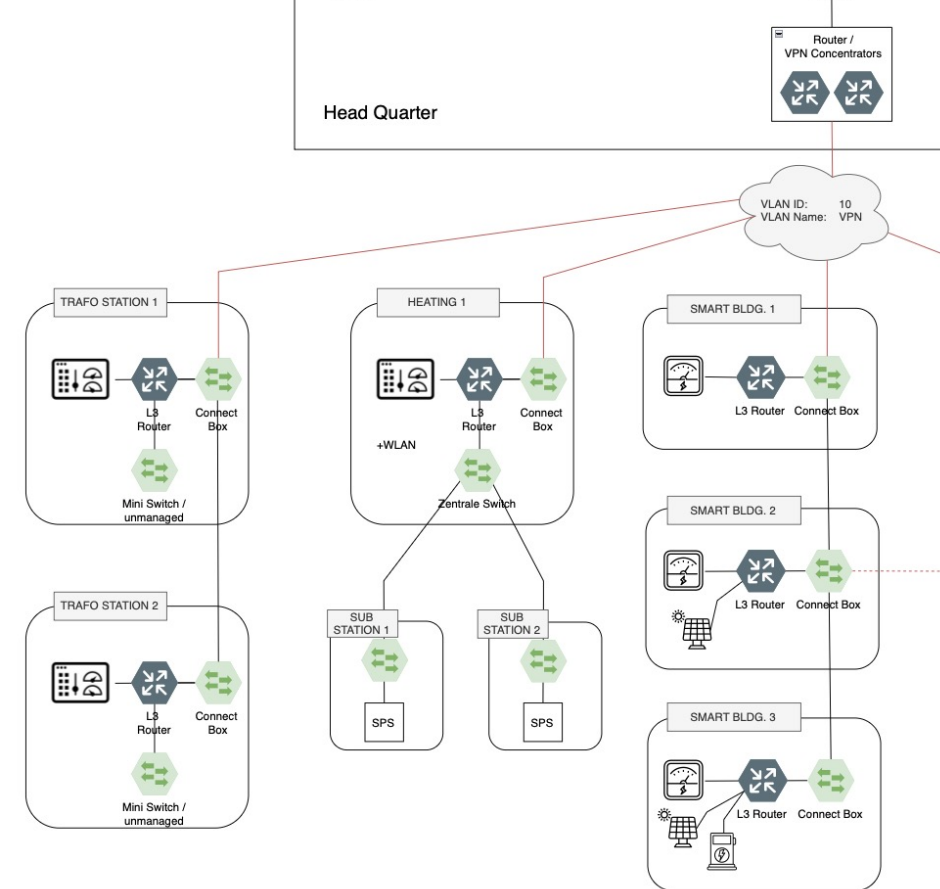 Router /
VPN Concentrators
Head Quarter
VLAN ID: 10
VLAN Name: VPN
TRAFO STATION 1
L3
Router
Connect
Box
Mini Switch /
unmanaged
HEATING 1
L3
Router
Connect
Box
+WLAN
Zentrale Switch
SMART BLDG. 1
L3 Router
Connect Box
SMART BLDG. 2
L3 Router
Connect Box
TRAFO STATION 2
L3
Router
Connect
Box
Mini Switch /
unmanaged
SUB
STATION 1
SPS
SUB
STATION 2
SPS
SMART BLDG. 3
L3 Router
Connect Box